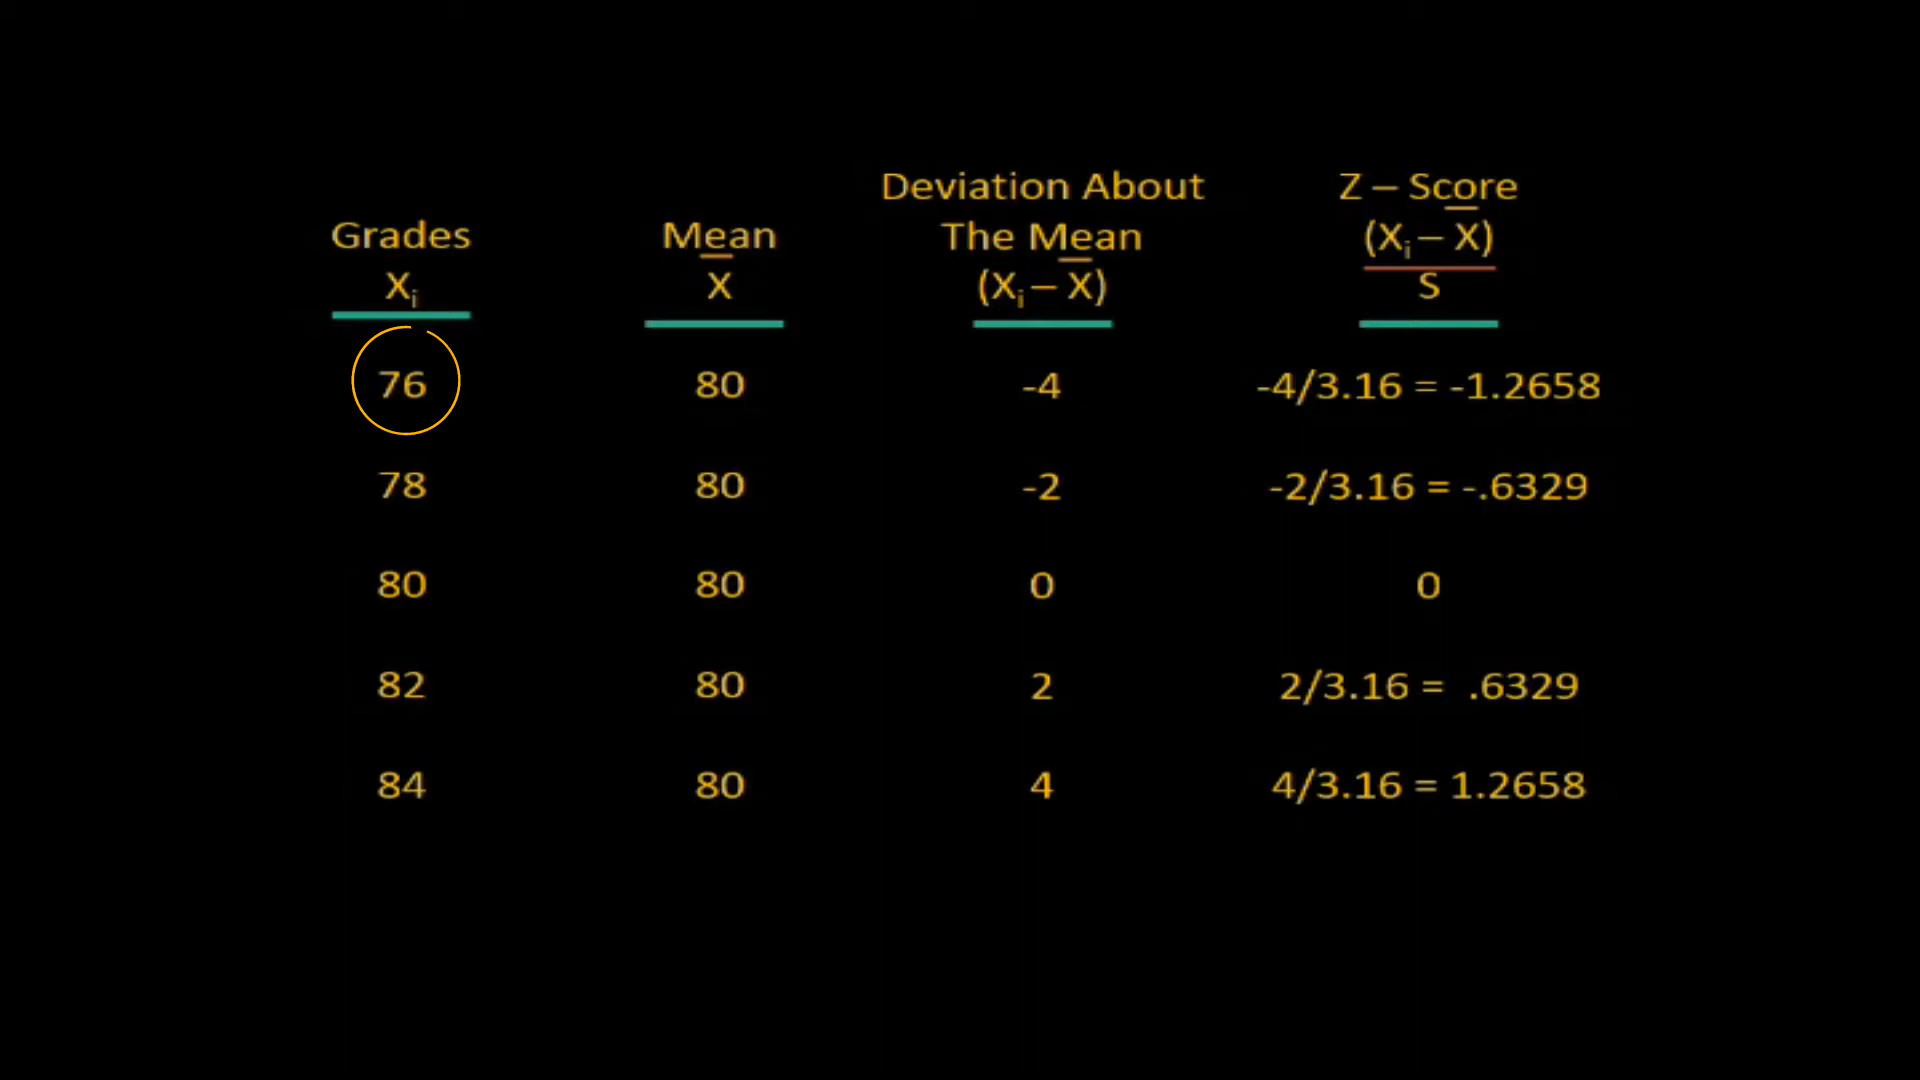 Deviation About Z – Score
Grades Mean The Mean (Xᵢ – X̅)
Xᵢ X̅ (Xᵢ – X̅) S
76 80 -4 -4/3.16 = -1.2658
78 80 -2 -2/3.16 = -.6329
80 80 0 0
82 80 2 2/3.16 = .6329
84 80 4 4/3.16 = 1.2658